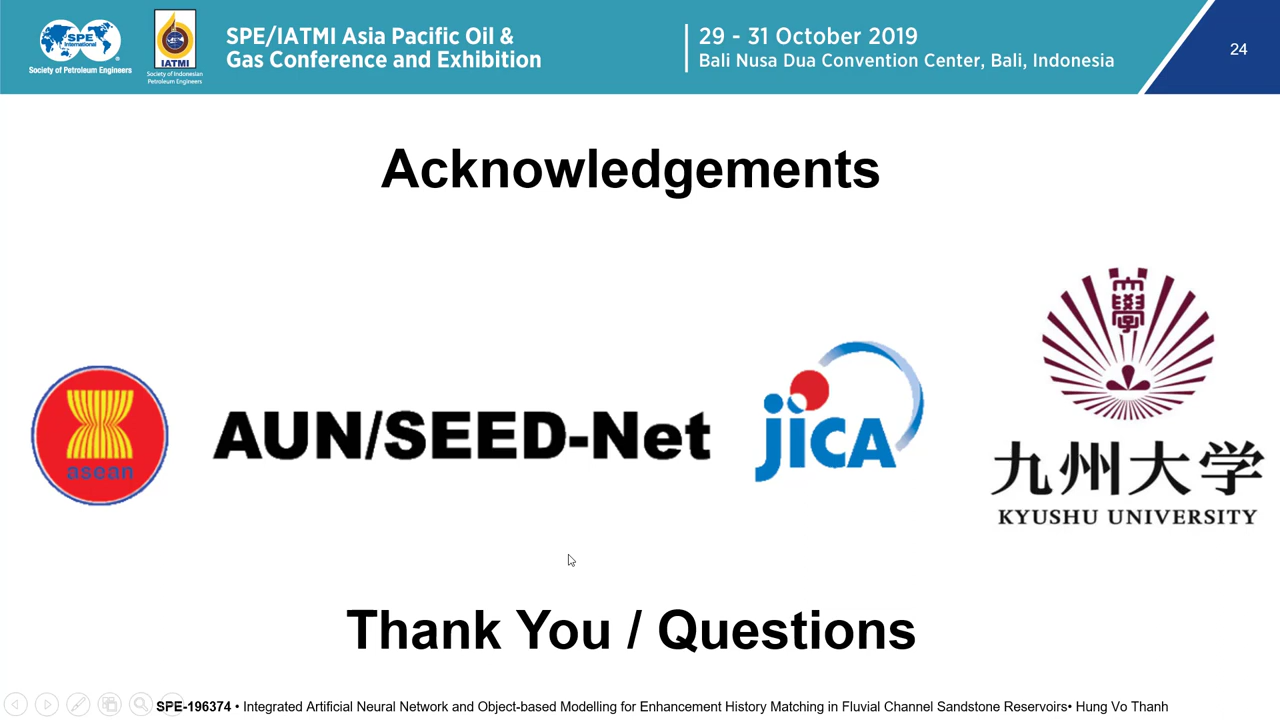 SPE
International
Society of Petroleum Engineers
IATMI
Society of Indonesian
Petroleum Engineers
SPE/IATMI Asia Pacific Oil &
Gas Conference and Exhibition
29 - 31 October 2019
Bali Nusa Dua Convention Center, Bali, Indonesia
24
Acknowledgements
asean
AUN/SEED-Net
jICA
大學
九州大学
KYUSHU UNIVERSITY
Thank You / Questions
SPE-196374 • Integrated Artificial Neural Network and Object-based Modelling for Enhancement History Matching in Fluvial Channel Sandstone Reservoirs• Hung Vo Thanh